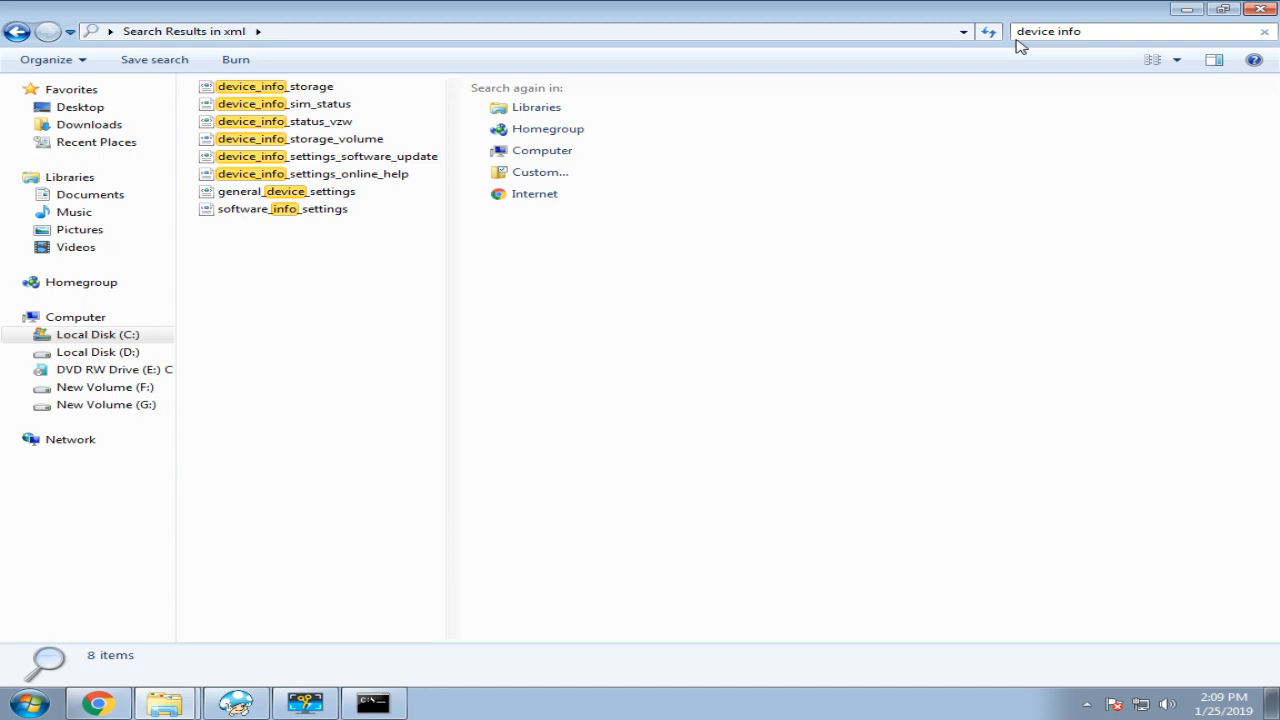 Search Results in xml
device info
Organize
Save search
Burn
Favorites
Desktop
Downloads
Recent Places
Libraries
Documents
Music
Pictures
Videos
Homegroup
Computer
Local Disk (C:)
Local Disk (D:)
DVD RW Drive (E:) C
New Volume (F:)
New Volume (G:)
Network
device_info_storage
device_info_sim_status
device_info_status_vzw
device_info_storage_volume
device_info_settings_software_update
device_info_settings_online_help
general_device_settings
software_info_settings
Search again in:
Libraries
Homegroup
Computer
Custom...
Internet
8 items
C:\.
2:09 PM
1/25/2019